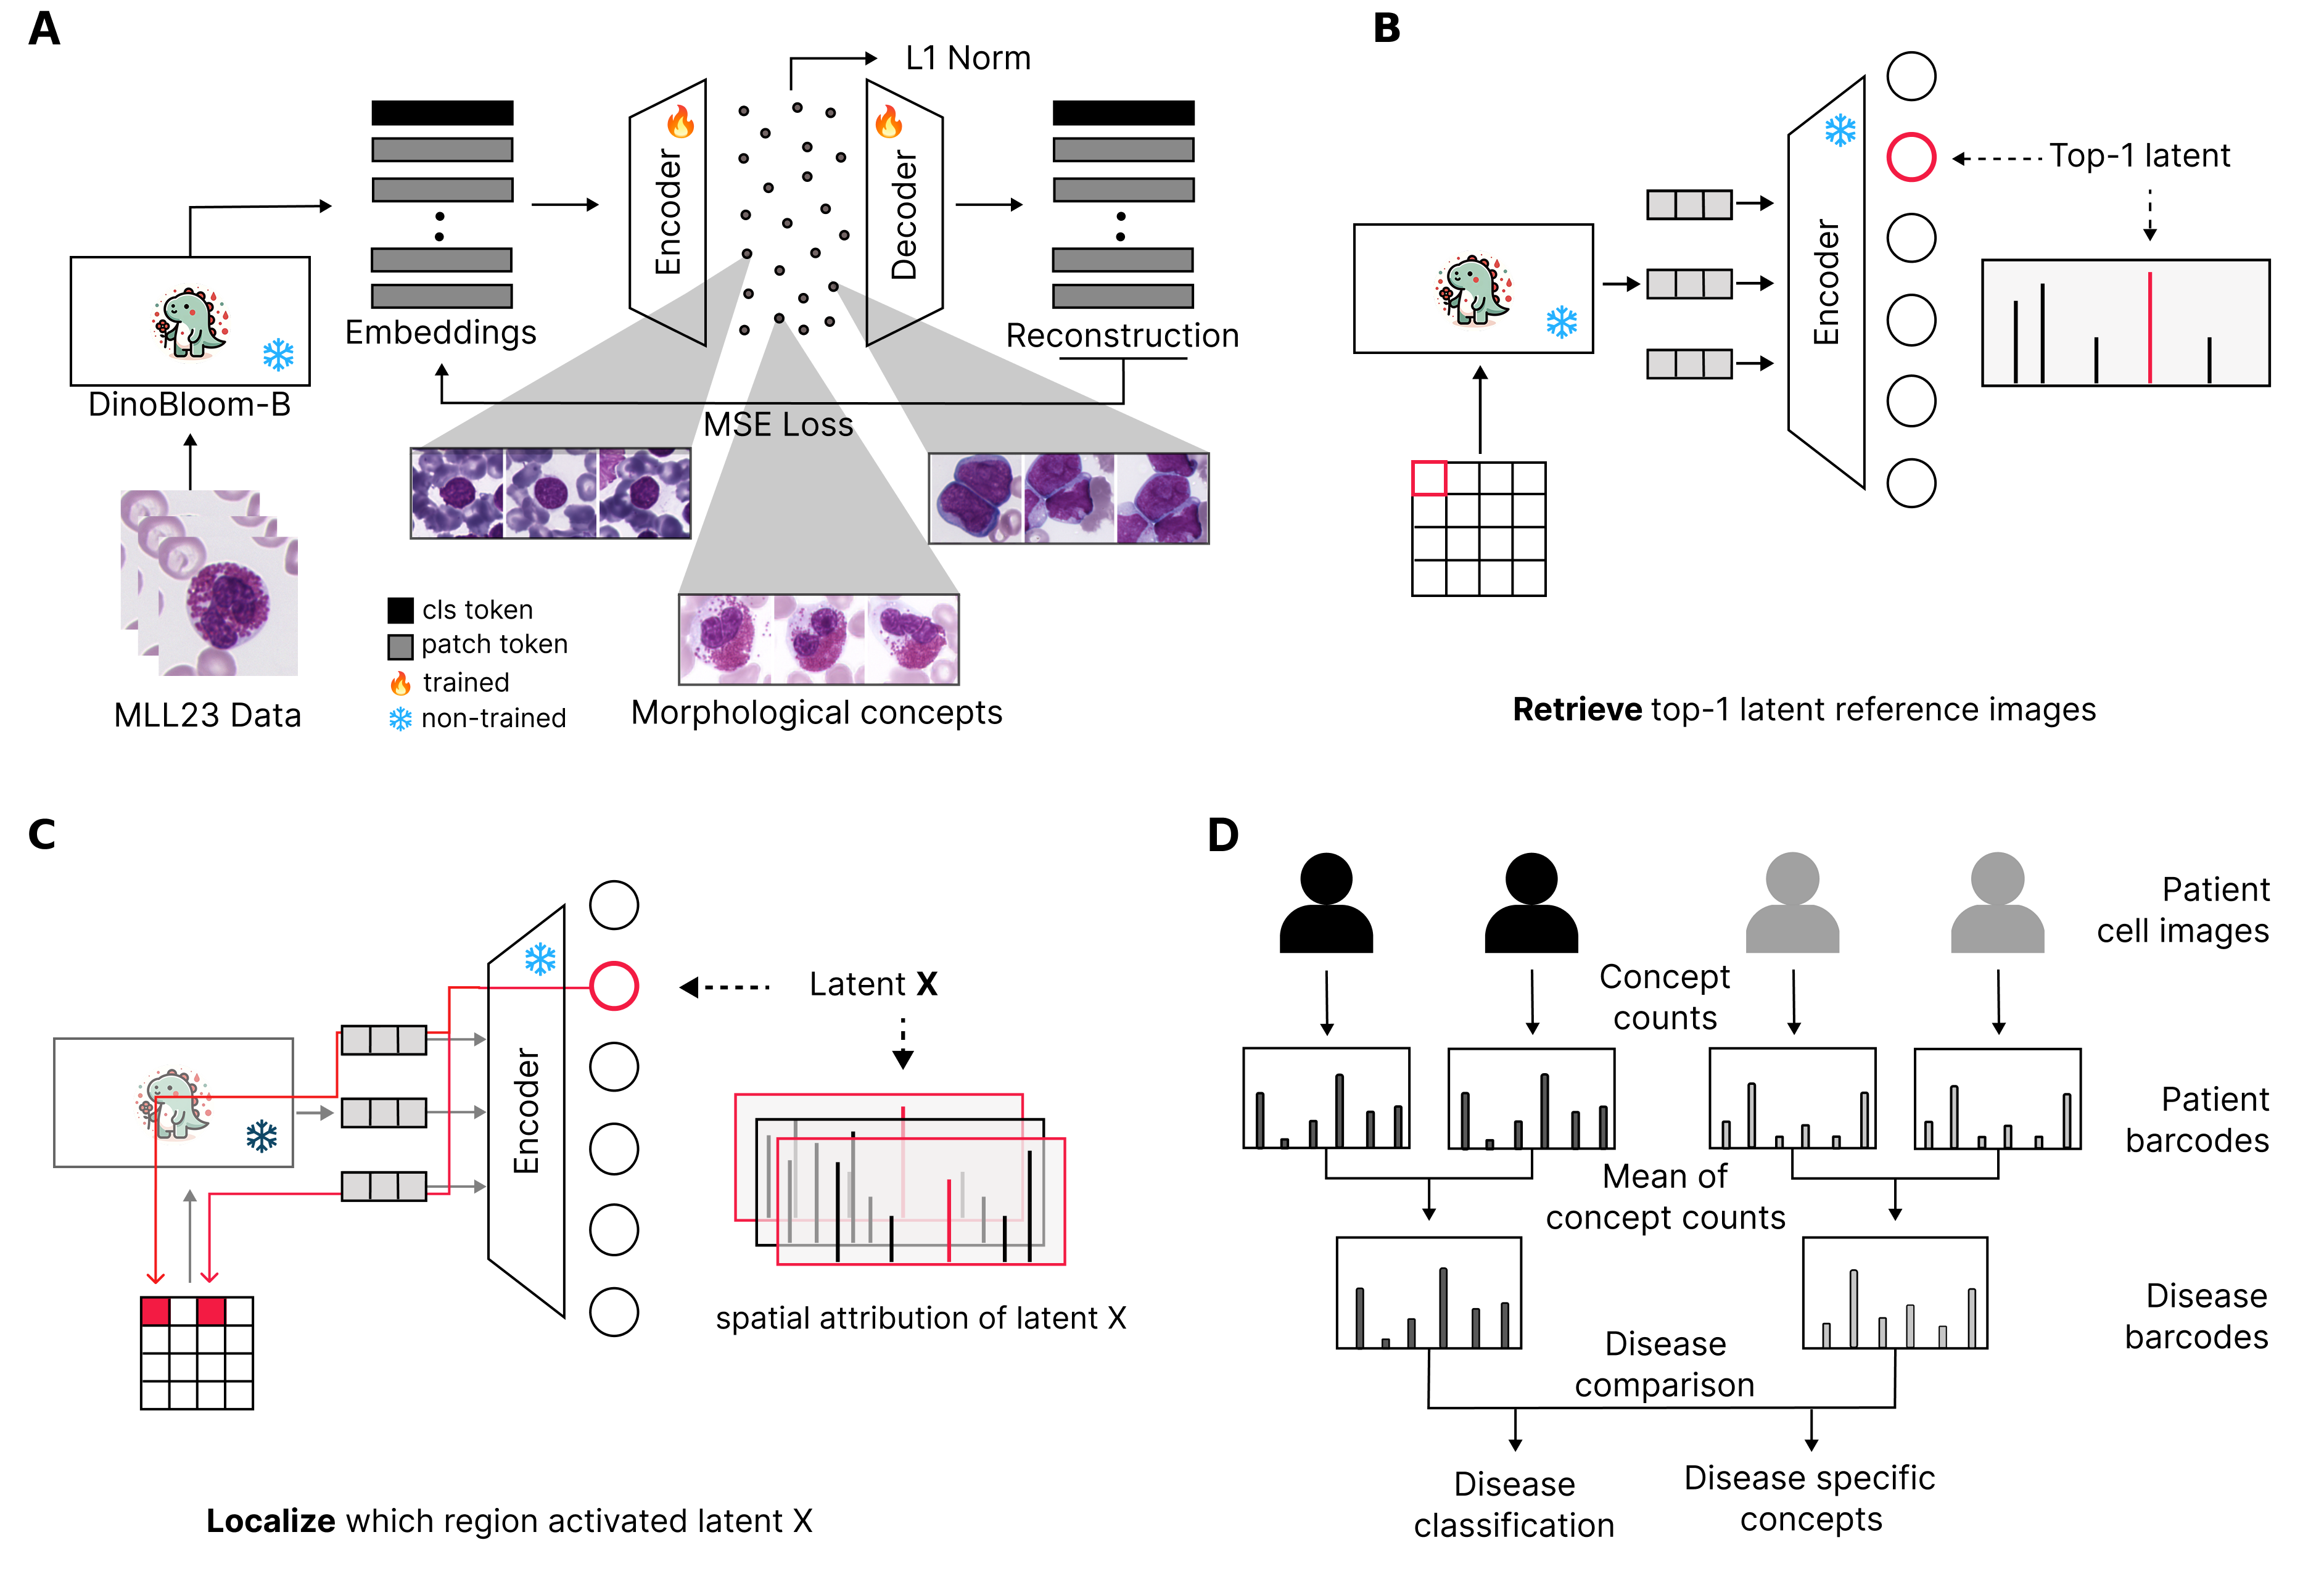 A
L1 Norm
Encoder
Decoder
Embeddings
Reconstruction
DinoBloom-B
MSE Loss
cls token
patch token
trained
non-trained
MLL23 Data
Morphological concepts
B
Top-1 latent
Encoder
Retrieve top-1 latent reference images
C
Latent X
Encoder
spatial attribution of latent X
Localize which region activated latent X
D
Patient
cell images
Concept
counts
Patient
barcodes
Mean of
concept counts
Disease
barcodes
Disease
comparison
Disease
classification
Disease specific
concepts